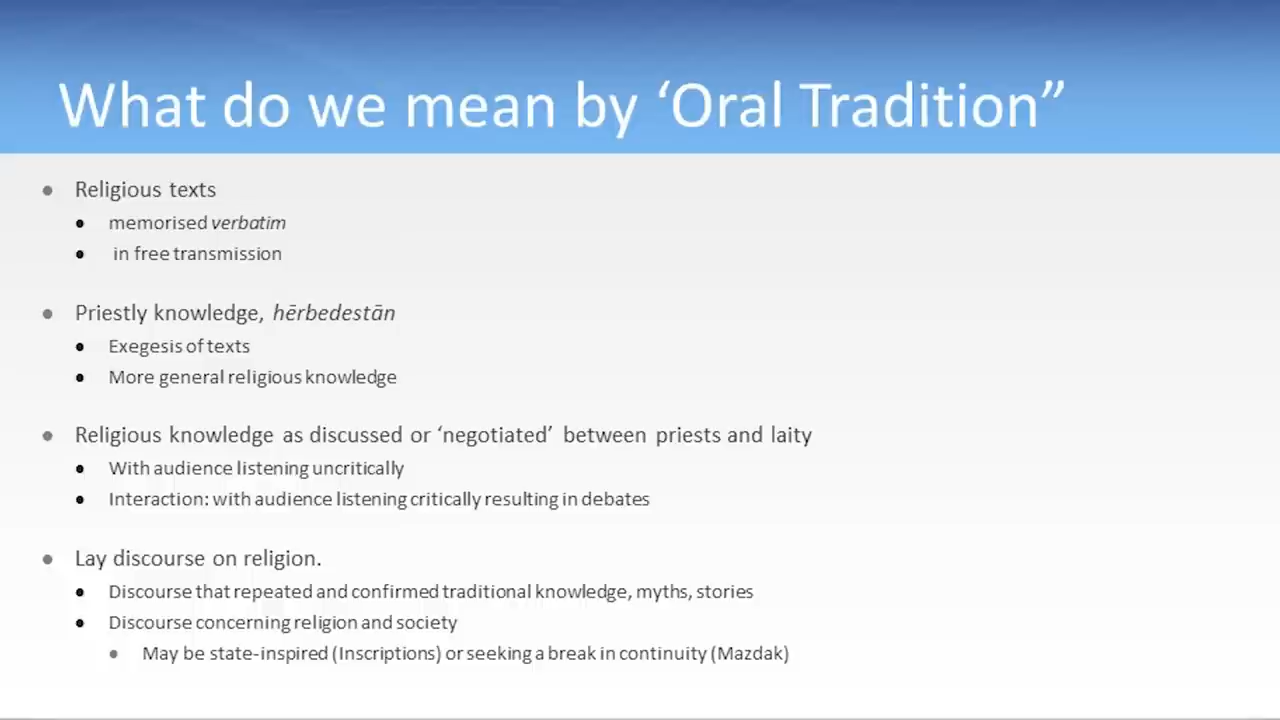 What do we mean by ‘Oral Tradition”
● Religious texts
● memorised verbatim
● in free transmission
● Priestly knowledge, hērbedestān
● Exegesis of texts
● More general religious knowledge
● Religious knowledge as discussed or ‘negotiated’ between priests and laity
● With audience listening uncritically
● Interaction: with audience listening critically resulting in debates
● Lay discourse on religion.
● Discourse that repeated and confirmed traditional knowledge, myths, stories
● Discourse concerning religion and society
● May be state-inspired (Inscriptions) or seeking a break in continuity (Mazdak)